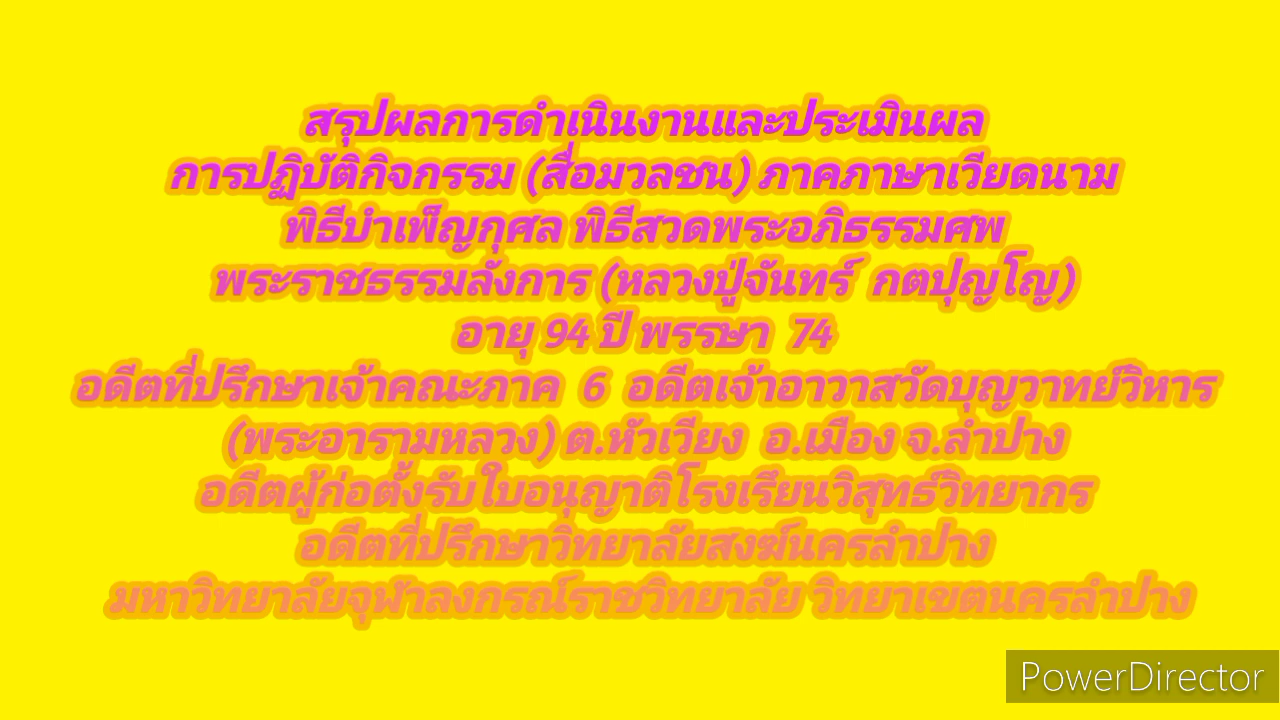 สรุปผลการดำเนินงานและประเมินผล
การปฏิบัติกิจกรรม (สื่อมวลชน) ภาคภาษาเวียดนาม
พิธีบำเพ็ญกุศล พิธีสวดพระอภิธรรมศพ
พระราชธรรมลังการ (หลวงปู่จันทร์ กตปุญโญ)
อายุ 94 ปี พรรษา 74
อดีตที่ปรึกษาเจ้าคณะภาค 6 อดีตเจ้าอาวาสวัดบุญวาทย์วิหาร
(พระอารามหลวง) ต.หัวเวียง อ.เมือง จ.ลำปาง
อดีตผู้ก่อตั้งรับใบอนุญาติโรงเรียนวิสุทธ์วิทยากร
อดีตที่ปรึกษาวิทยาลัยสงฆ์นครลำปาง
มหาวิทยาลัยจุฬาลงกรณ์ราชวิทยาลัย วิทยาเขตนครลำปาง
PowerDirector